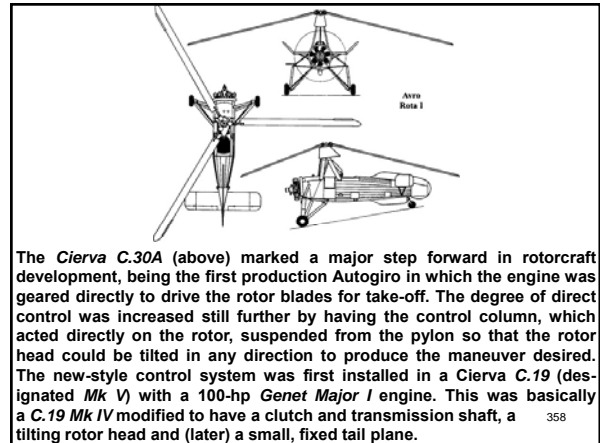 Avro
Rota I
The Cierva C.30A (above) marked a major step forward in rotorcraft
development, being the first production Autogiro in which the engine was
geared directly to drive the rotor blades for take-off. The degree of direct
control was increased still further by having the control column, which
acted directly on the rotor, suspended from the pylon so that the rotor
head could be tilted in any direction to produce the maneuver desired.
The new-style control system was first installed in a Cierva C.19 (des-
ignated Mk V) with a 100-hp Genet Major I engine. This was basically
a C.19 Mk IV modified to have a clutch and transmission shaft, a
tilting rotor head and (later) a small, fixed tail plane.
358